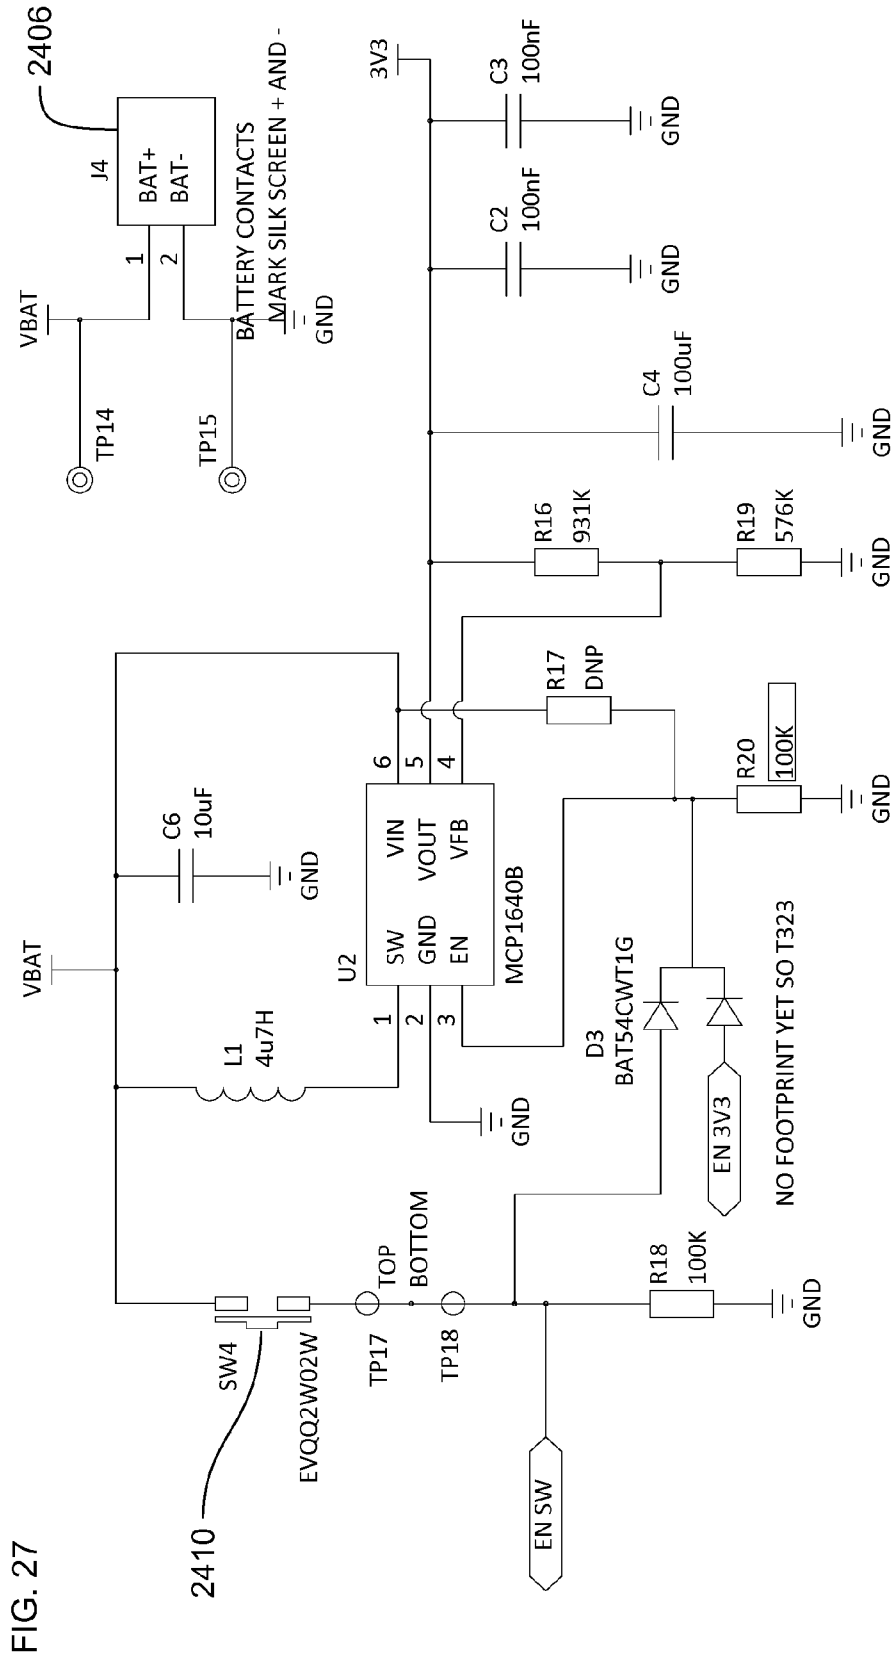 FIG. 27
2410
SW4
EVQQ2W02W
TP17
TOP
BOTTOM
TP18
EN SW
R18
100K
GND
VBAT
L1
4u7H
C6
10uF
GND
GND
U2
SW
GND
EN
VIN
VOUT
VFB
1
2
3
6
5
4
MCP1640B
D3
BAT54CWT1G
EN 3V3
NO FOOTPRINT YET SO T323
R17
DNP
R20
100K
GND
R16
931K
R19
576K
GND
C4
100uF
GND
C2
100nF
GND
C3
100nF
GND
3V3
VBAT
TP14
TP15
GND
1
2
J4
BAT+
BAT-
2406
BATTERY CONTACTS
MARK SILK SCREEN + AND -